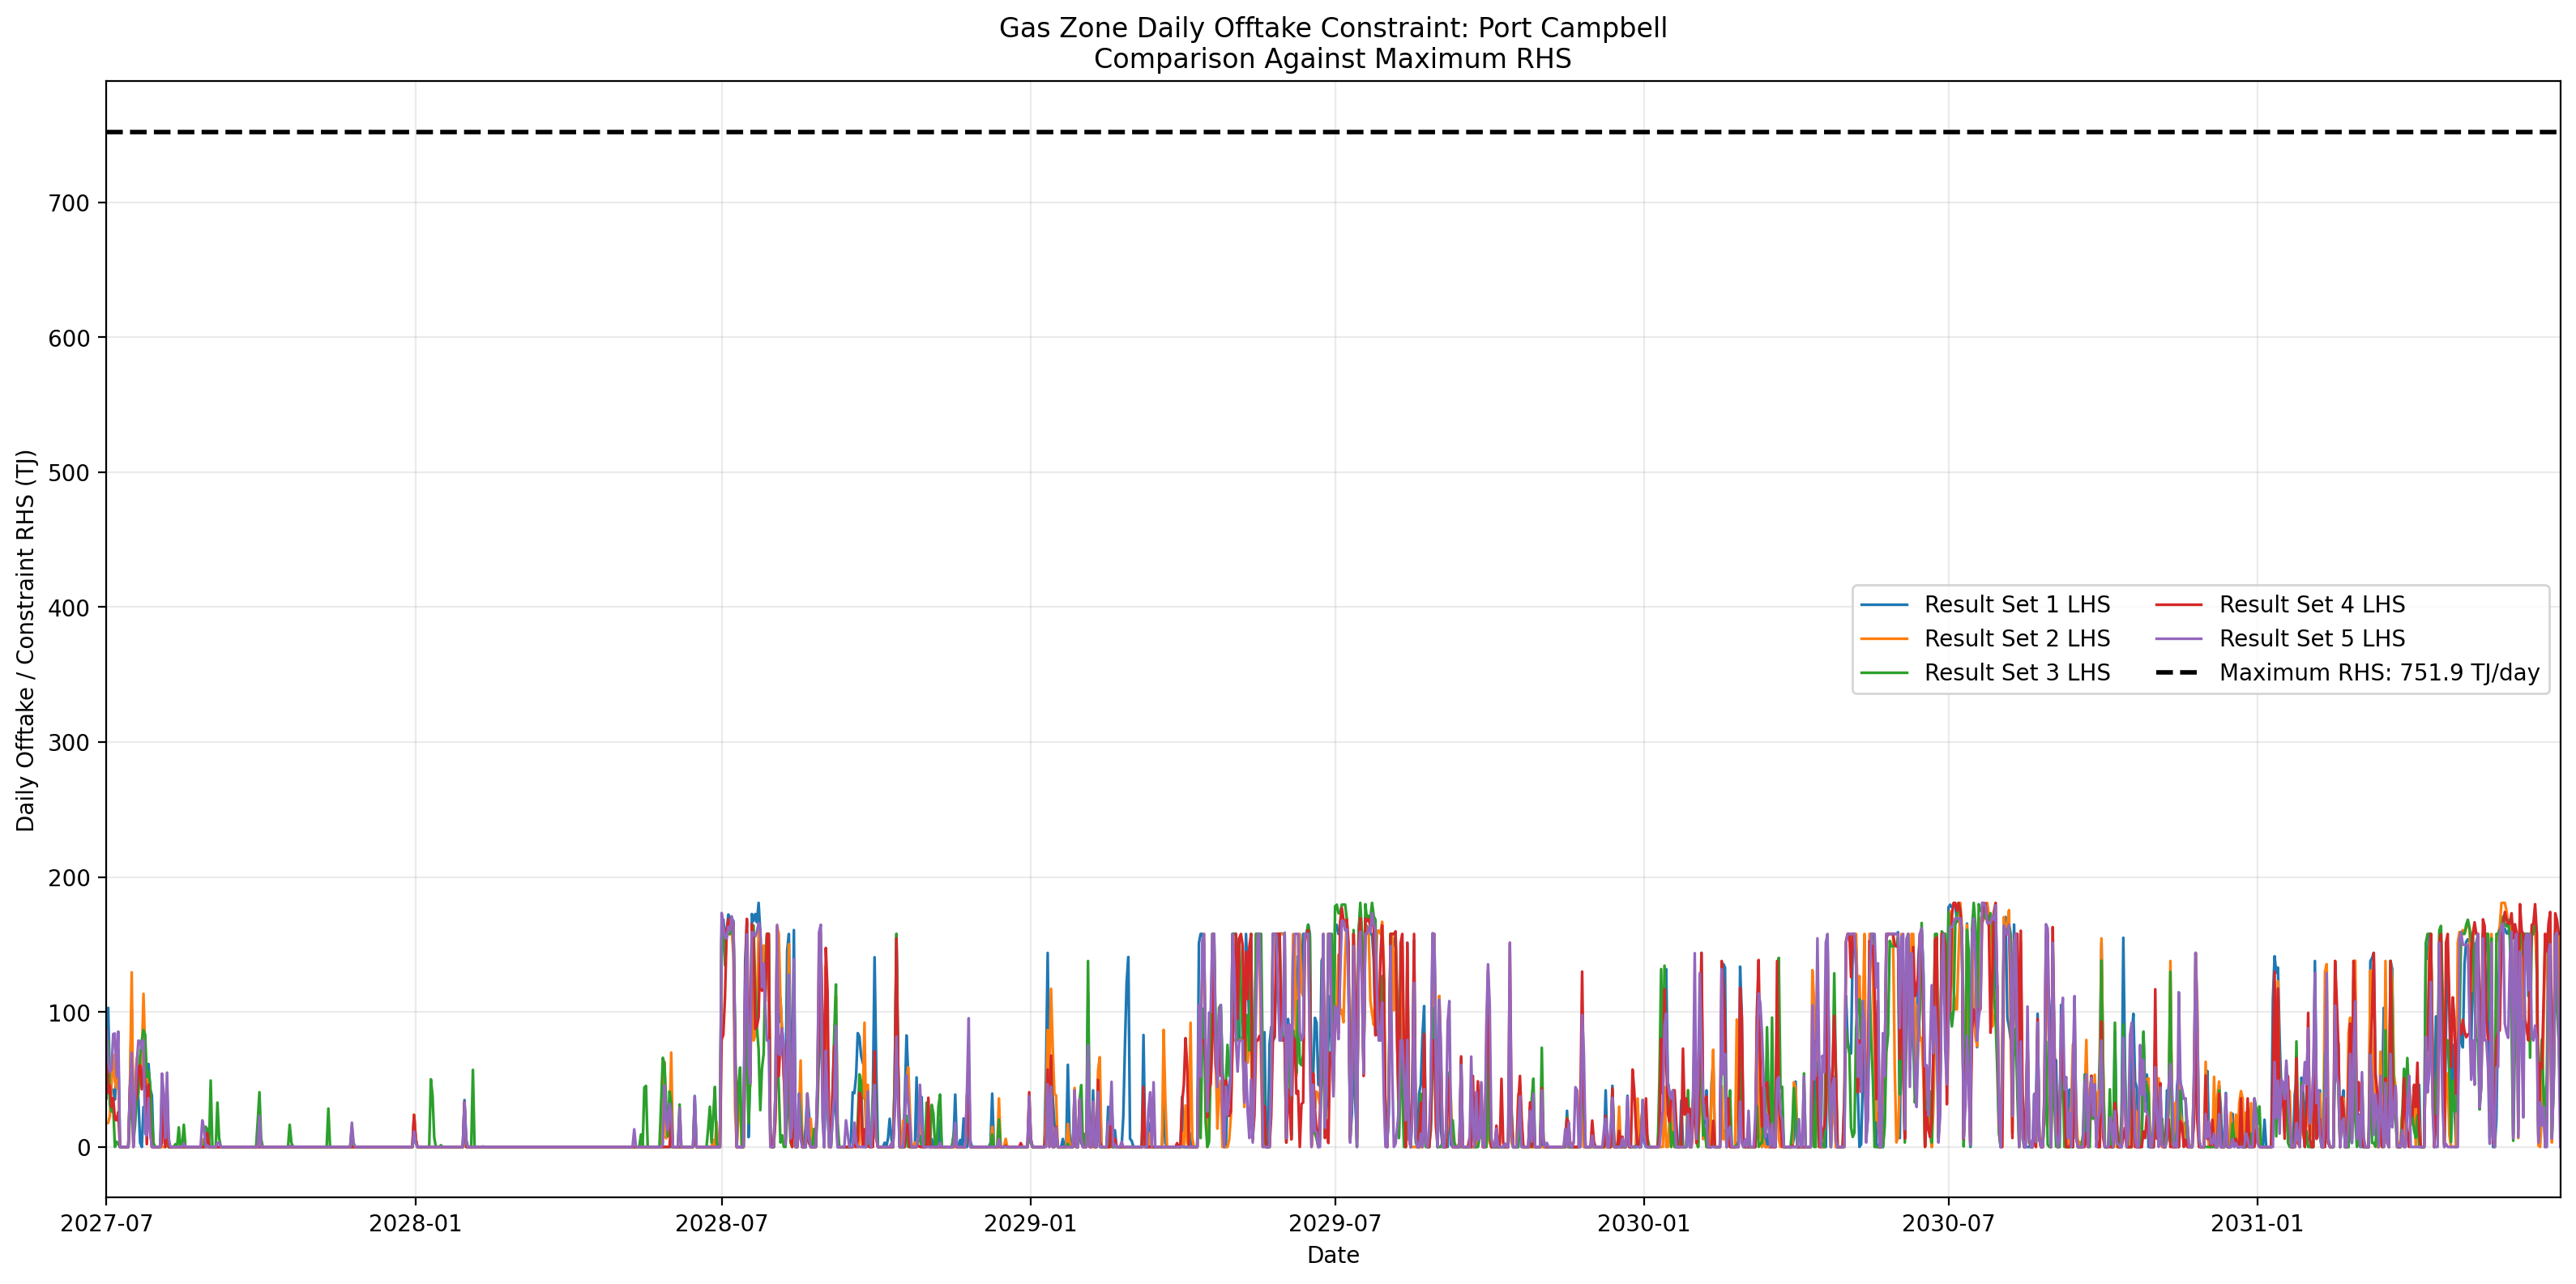 Gas Zone Daily Offtake Constraint: Port Campbell
Comparison Against Maximum RHS
Daily Offtake / Constraint RHS (TJ)
700
600
500
400
300
200
100
0
Result Set 1 LHS
Result Set 2 LHS
Result Set 3 LHS
Result Set 4 LHS
Result Set 5 LHS
Maximum RHS: 751.9 TJ/day
2027-07
2028-01
2028-07
2029-01
2029-07
2030-01
2030-07
2031-01
Date